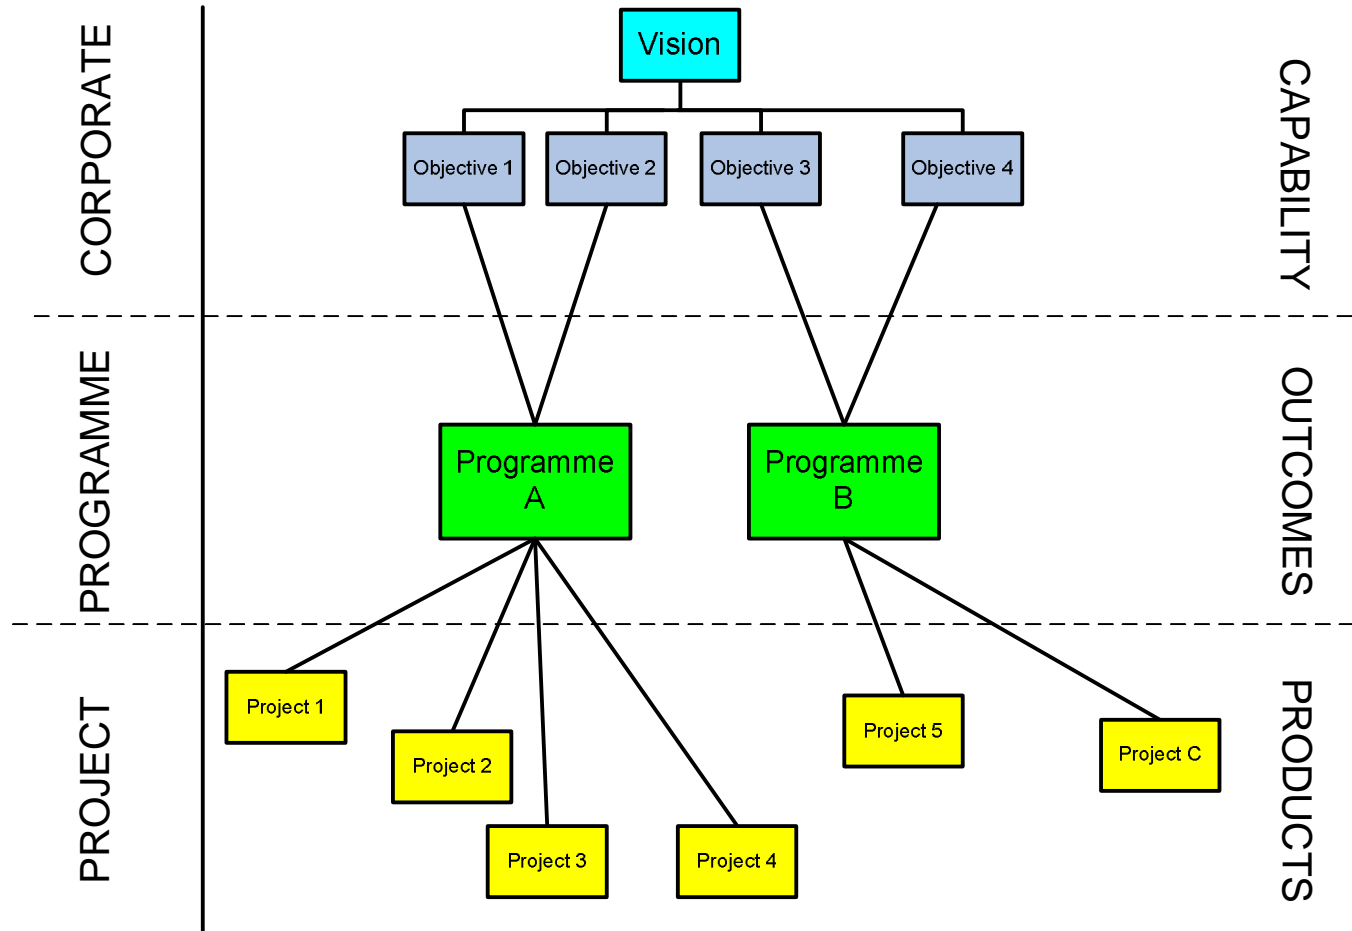 CORPORATE
Vision
CAPABILITY
Objective 1
Objective 2
Objective 3
Objective 4
PROGRAMME
Programme
A
Programme
B
OUTCOMES
PROJECT
Project 1
Project 2
Project 3
Project 4
Project 5
Project C
PRODUCTS